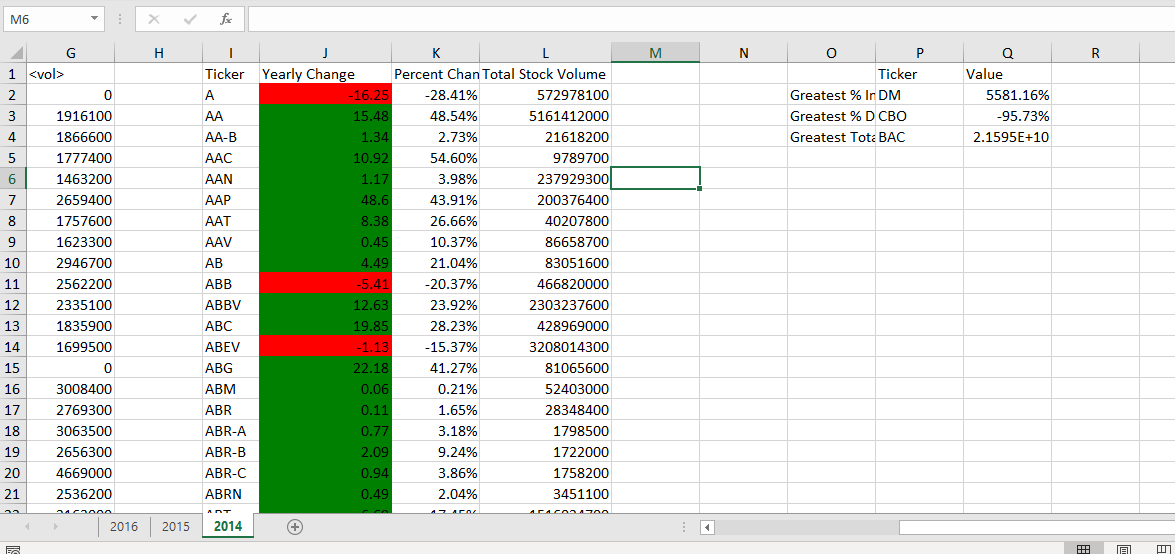 M6 fx
G H I J K L M N O P Q R
1 <vol> Ticker Yearly Change Percent Chan Total Stock Volume Ticker Value
2 0 A -16.25 -28.41% 572978100 Greatest % In DM 5581.16%
3 1916100 AA 15.48 48.54% 5161412000 Greatest % D CBO -95.73%
4 1866600 AA-B 1.34 2.73% 21618200 Greatest Tota BAC 2.1595E+10
5 1777400 AAC 10.92 54.60% 9789700
6 1463200 AAN 1.17 3.98% 237929300
7 2659400 AAP 48.6 43.91% 200376400
8 1757600 AAT 8.38 26.66% 40207800
9 1623300 AAV 0.45 10.37% 86658700
10 2946700 AB 4.49 21.04% 83051600
11 2562200 ABB -5.41 -20.37% 466820000
12 2335100 ABBV 12.63 23.92% 2303237600
13 1835900 ABC 19.85 28.23% 428969000
14 1699500 ABEV -1.13 -15.37% 3208014300
15 0 ABG 22.18 41.27% 81065600
16 3008400 ABM 0.06 0.21% 52403000
17 2769300 ABR 0.11 1.65% 28348400
18 3063500 ABR-A 0.77 3.18% 1798500
19 2656300 ABR-B 2.09 9.24% 1722000
20 4669000 ABR-C 0.94 3.86% 1758200
21 2536200 ABRN 0.49 2.04% 3451100
2016 2015 2014